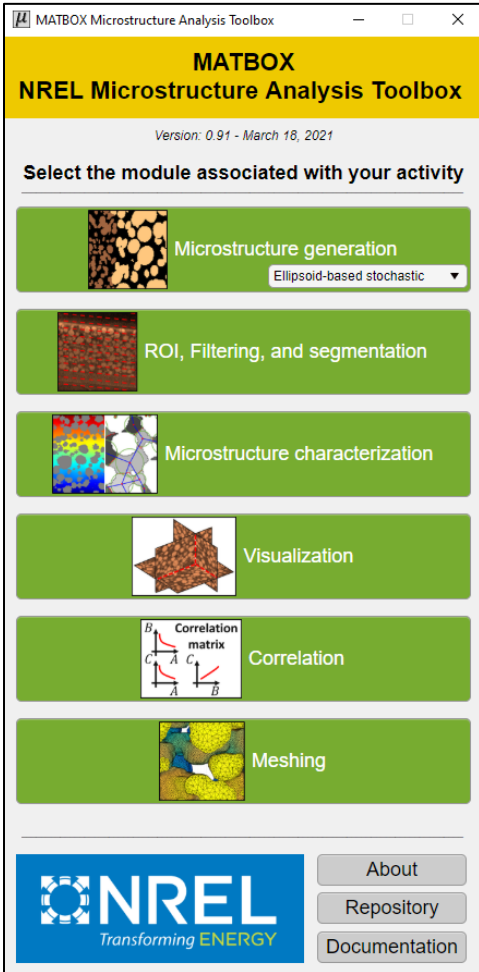 μ MATBOX Microstructure Analysis Toolbox
MATBOX
NREL Microstructure Analysis Toolbox
Version: 0.91 - March 18, 2021
Select the module associated with your activity
Microstructure generation
Ellipsoid-based stochastic
ROI, Filtering, and segmentation
Microstructure characterization
Visualization
B Correlation
matrix
C A C
A B
Correlation
Meshing
NREL
Transforming ENERGY
About
Repository
Documentation